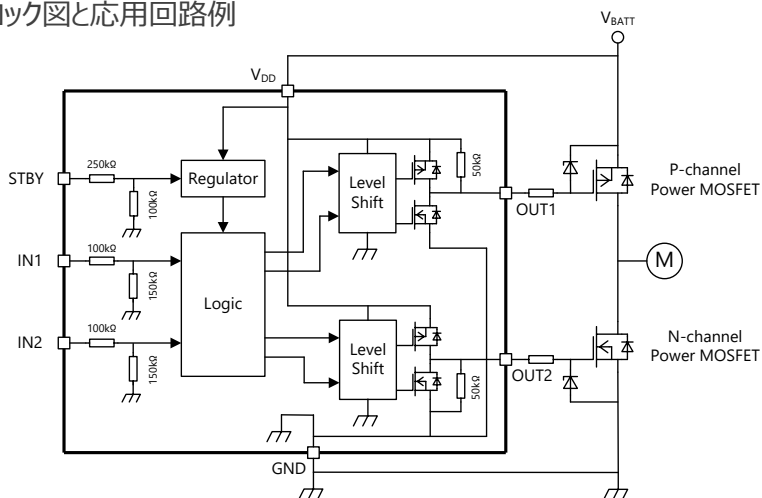 ック図と応用回路例
VBATT
VDD
STBY
250kΩ
100kΩ
Regulator
Level
Shift
50kΩ
OUT1
P-channel
Power MOSFET
IN1
100kΩ
150kΩ
Logic
M
IN2
100kΩ
150kΩ
Level
Shift
50kΩ
OUT2
N-channel
Power MOSFET
GND